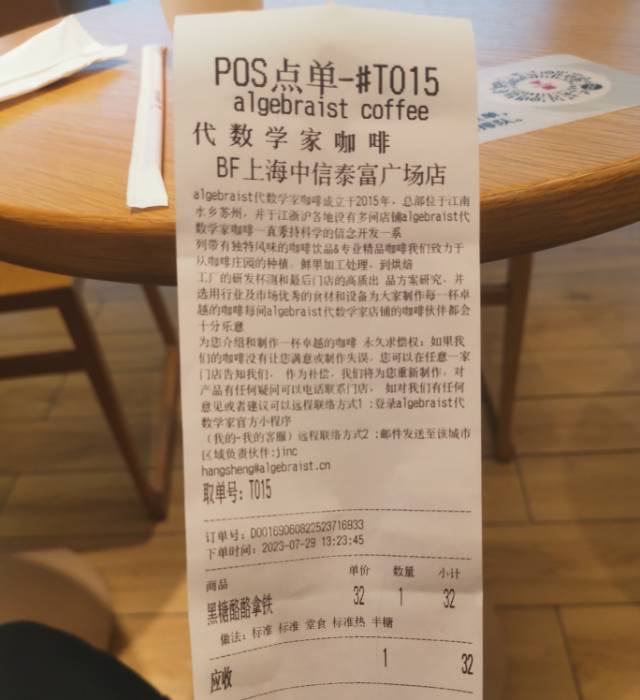 POS点单-#T015
algebraist coffee
代数学家咖啡
BF上海中信泰富广场店
algebraist代数学家咖啡成立于2015年，总部位于江南
水乡苏州，并于江浙沪各地设有多间店铺algebraist代
数学家咖啡一直秉持科学的信念开发一系
列带有独特风味的咖啡饮品&专业精品咖啡我们致力于
从咖啡庄园的种植，鲜果加工处理，到烘焙
工厂的研发杯测和最后门店的高质出 品方案研究，并
选用行业及市场优秀的食材和设备为大家制作每一杯卓
越的咖啡每间algebraist代数学家店铺的咖啡伙伴都会
十分乐意
为您介绍和制作一杯卓越的咖啡 永久求偿权：如果我
们的咖啡没有让您满意或制作失误，您可以在任意一家
门店告知我们， 作为补偿，我们将为您重新制作，对
产品有任何疑问可以电话联系门店， 如对我们有任何
意见或者建议可以远程联络方式1 :登录algebraist代
数学家官方小程序
（我的-我的客服）远程联络方式2 :邮件发送至该城市
区域负责伙伴:jinc
hangsheng@algebraist.cn
取单号：T015
订单号：D00169060822523716933
下单时间：2023-07-29 13:23:45
商品 单价 数量 小计
黑糖酪酪拿铁 32 1 32
做法：标准 标准 堂食 标准热 半糖
应收 1 32